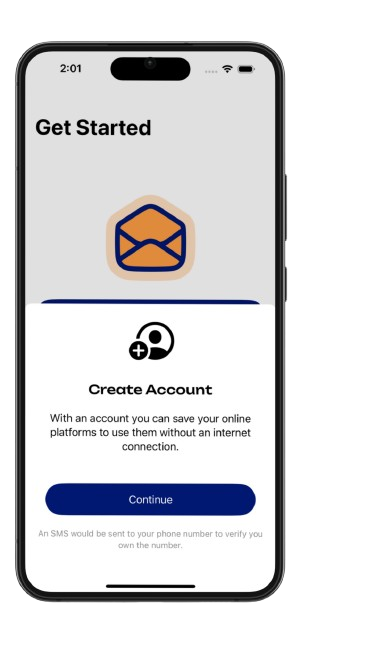 2:01
Get Started
Create Account
With an account you can save your online
platforms to use them without an internet
connection.
Continue
An SMS would be sent to your phone number to verify you
own the number.